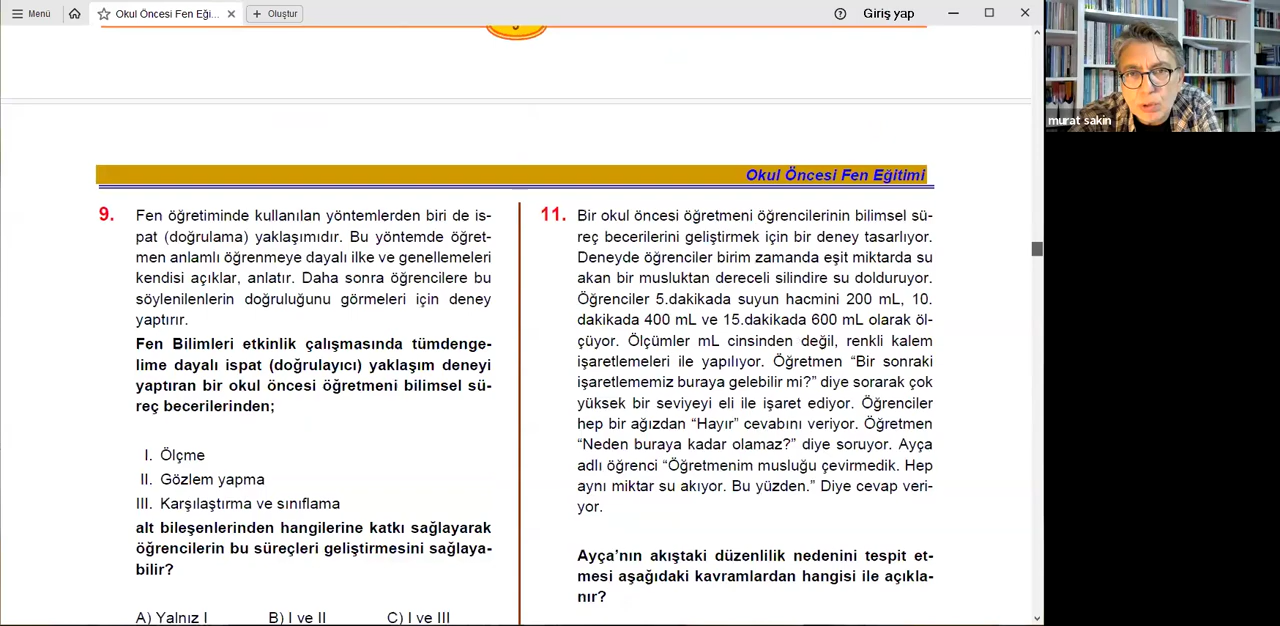 Menü
Okul Öncesi Fen Eği...
Oluştur
Giriş yap
murat sakin
Okul Öncesi Fen Eğitimi
9. Fen öğretiminde kullanılan yöntemlerden biri de is-
pat (doğrulama) yaklaşımıdır. Bu yöntemde öğret-
men anlamlı öğrenmeye dayalı ilke ve genellemeleri
kendisi açıklar, anlatır. Daha sonra öğrencilere bu
söylenilenlerin doğruluğunu görmeleri için deney
yaptırır.
Fen Bilimleri etkinlik çalışmasında tümdenge-
lime dayalı ispat (doğrulayıcı) yaklaşım deneyi
yaptıran bir okul öncesi öğretmeni bilimsel sü-
reç becerilerinden;
I. Ölçme
II. Gözlem yapma
III. Karşılaştırma ve sınıflama
alt bileşenlerinden hangilerine katkı sağlayarak
öğrencilerin bu süreçleri geliştirmesini sağlaya-
bilir?
A) Yalnız I B) I ve II C) I ve III
11. Bir okul öncesi öğretmeni öğrencilerinin bilimsel sü-
reç becerilerini geliştirmek için bir deney tasarlıyor.
Deneyde öğrenciler birim zamanda eşit miktarda su
akan bir musluktan dereceli silindire su dolduruyor.
Öğrenciler 5.dakikada suyun hacmini 200 mL, 10.
dakikada 400 mL ve 15.dakikada 600 mL olarak öl-
çüyor. Ölçümler mL cinsinden değil, renkli kalem
işaretlemeleri ile yapılıyor. Öğretmen “Bir sonraki
işaretlememiz buraya gelebilir mi?” diye sorarak çok
yüksek bir seviyeyi eli ile işaret ediyor. Öğrenciler
hep bir ağızdan “Hayır” cevabını veriyor. Öğretmen
“Neden buraya kadar olamaz?” diye soruyor. Ayça
adlı öğrenci “Öğretmenim musluğu çevirmedik. Hep
aynı miktar su akıyor. Bu yüzden.” Diye cevap veri-
yor.
Ayça’nın akıştaki düzenlilik nedenini tespit et-
mesi aşağıdaki kavramlardan hangisi ile açıkla-
nır?